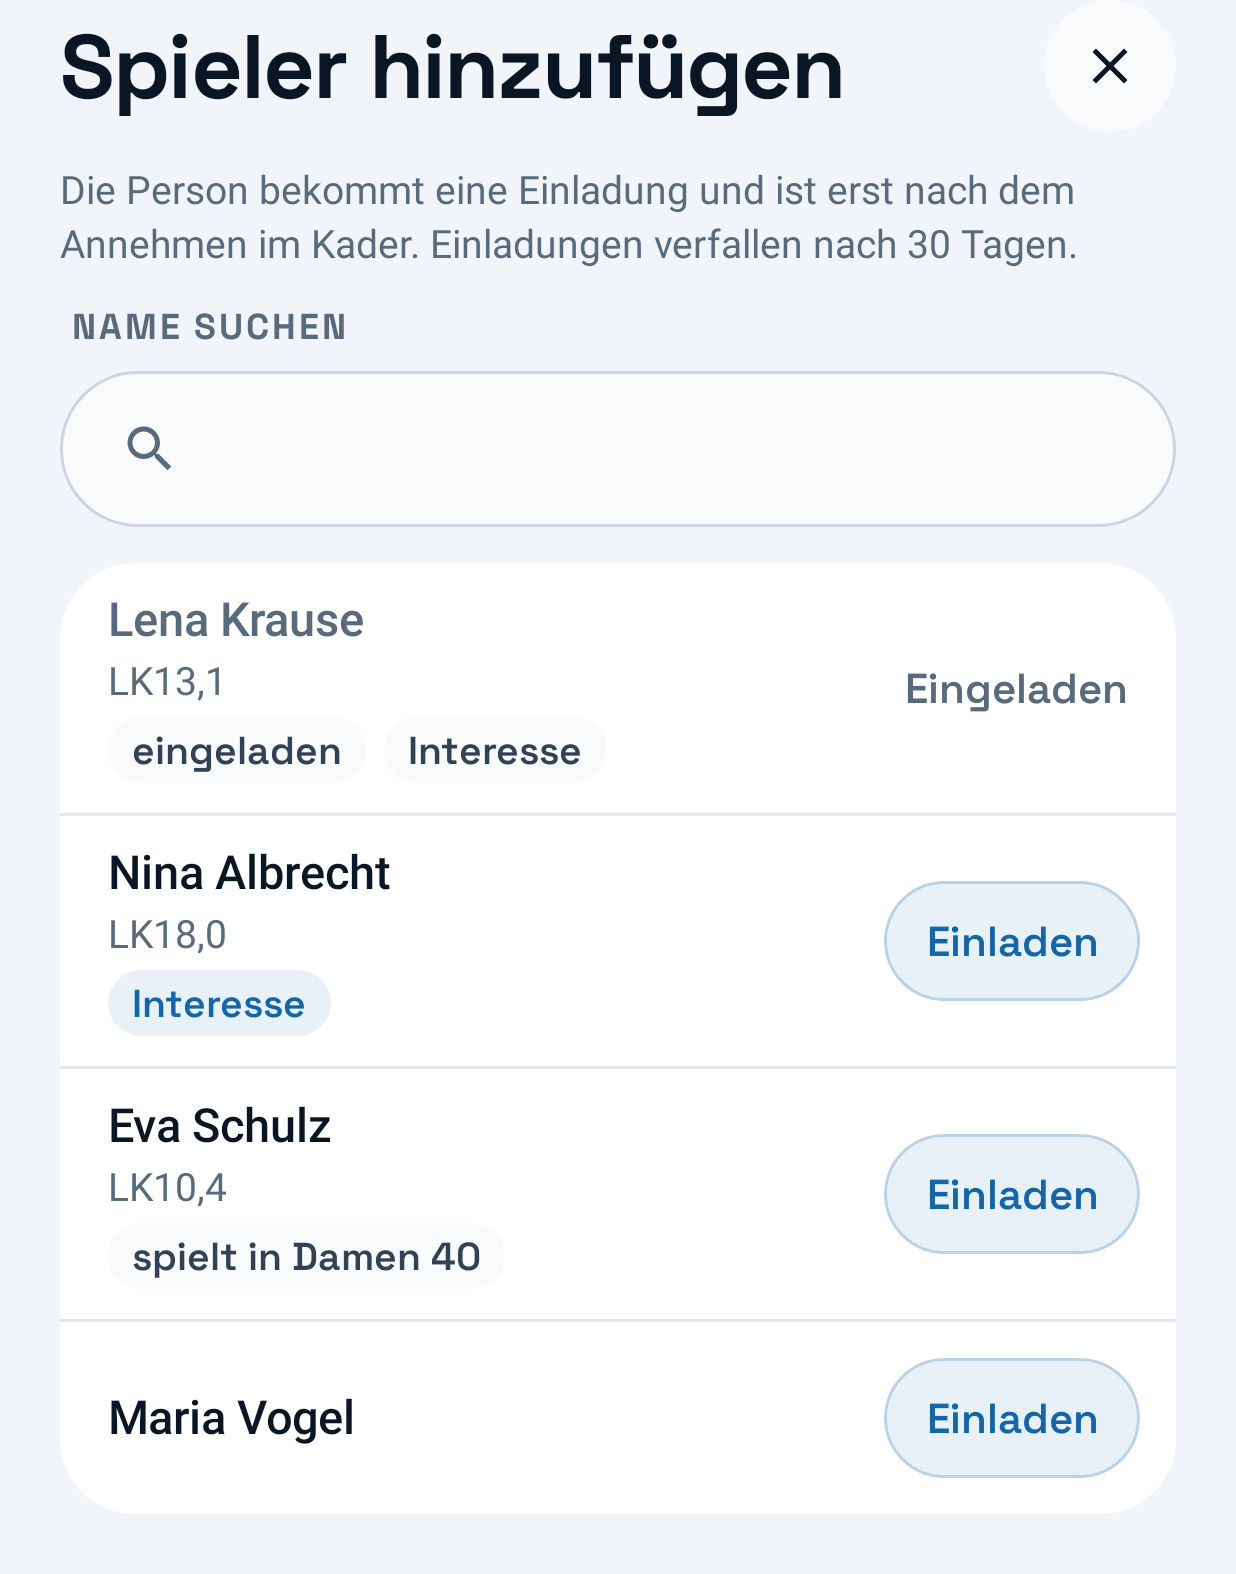 Spieler hinzufügen
Die Person bekommt eine Einladung und ist erst nach dem
Annehmen im Kader. Einladungen verfallen nach 30 Tagen.
NAME SUCHEN
Lena Krause
LK13,1
Eingeladen
eingeladen Interesse
Nina Albrecht
LK18,0
Einladen
Interesse
Eva Schulz
LK10,4
Einladen
spielt in Damen 40
Maria Vogel
Einladen